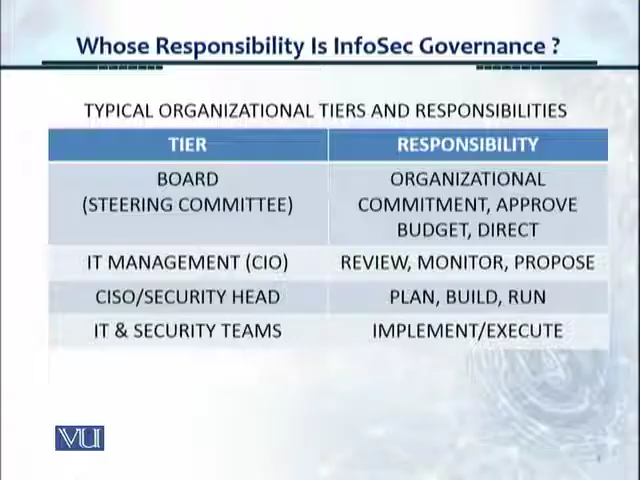 Whose Responsibility Is InfoSec Governance ?
TYPICAL ORGANIZATIONAL TIERS AND RESPONSIBILITIES
TIER
RESPONSIBILITY
BOARD
(STEERING COMMITTEE)
ORGANIZATIONAL
COMMITMENT, APPROVE
BUDGET, DIRECT
IT MANAGEMENT (CIO)
REVIEW, MONITOR, PROPOSE
CISO/SECURITY HEAD
PLAN, BUILD, RUN
IT & SECURITY TEAMS
IMPLEMENT/EXECUTE
VU